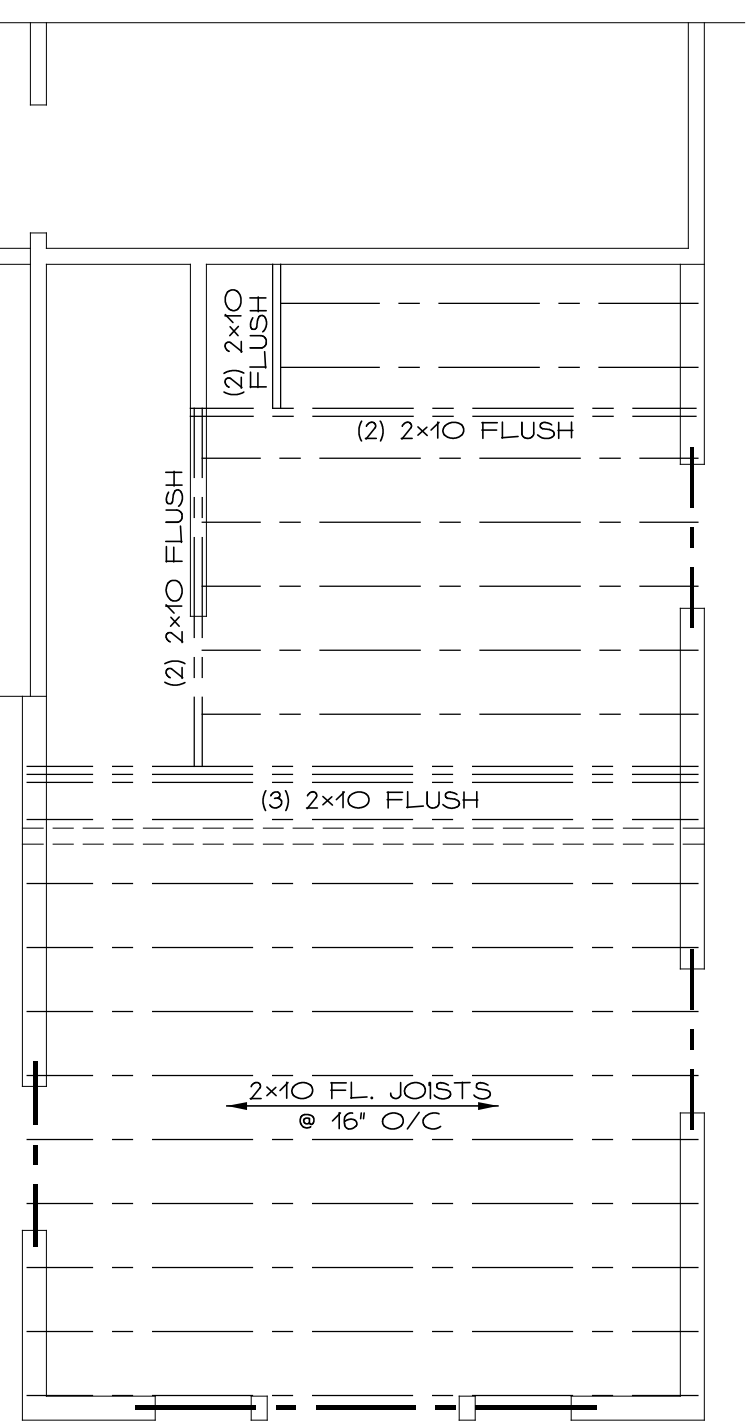 (2) 2×10
FLUSH
(2) 2×10 FLUSH
(2) 2×10 FLUSH
(3) 2×10 FLUSH
2×10 FL. JOISTS
@ 16" O/C